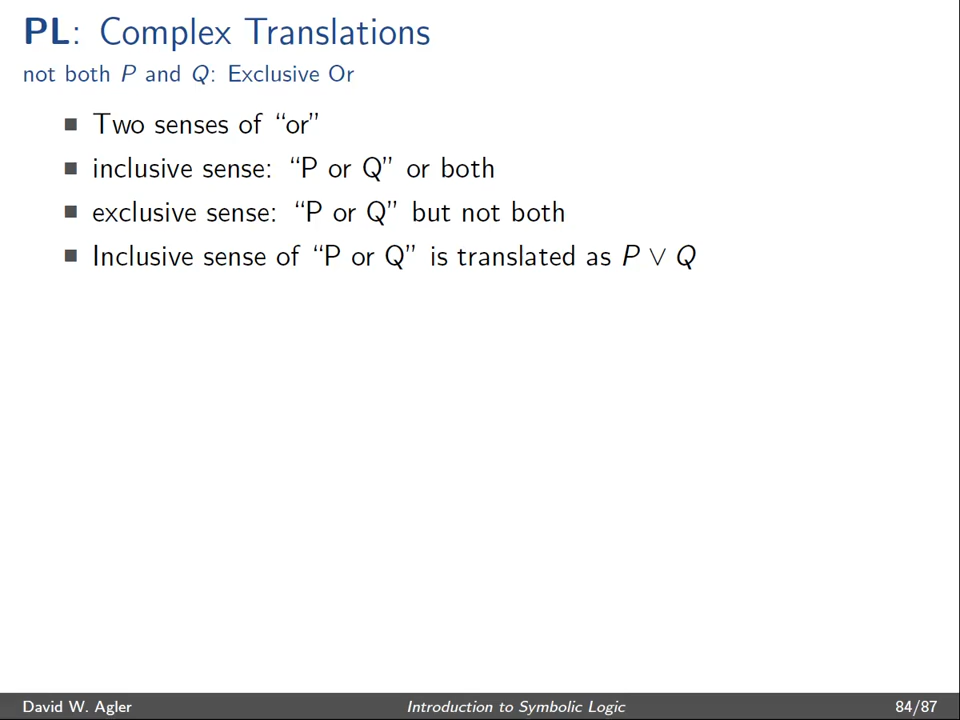 PL: Complex Translations
not both P and Q: Exclusive Or
Two senses of “or”
inclusive sense: “P or Q” or both
exclusive sense: “P or Q” but not both
Inclusive sense of “P or Q” is translated as P ∨ Q
David W. Agler Introduction to Symbolic Logic 84/87